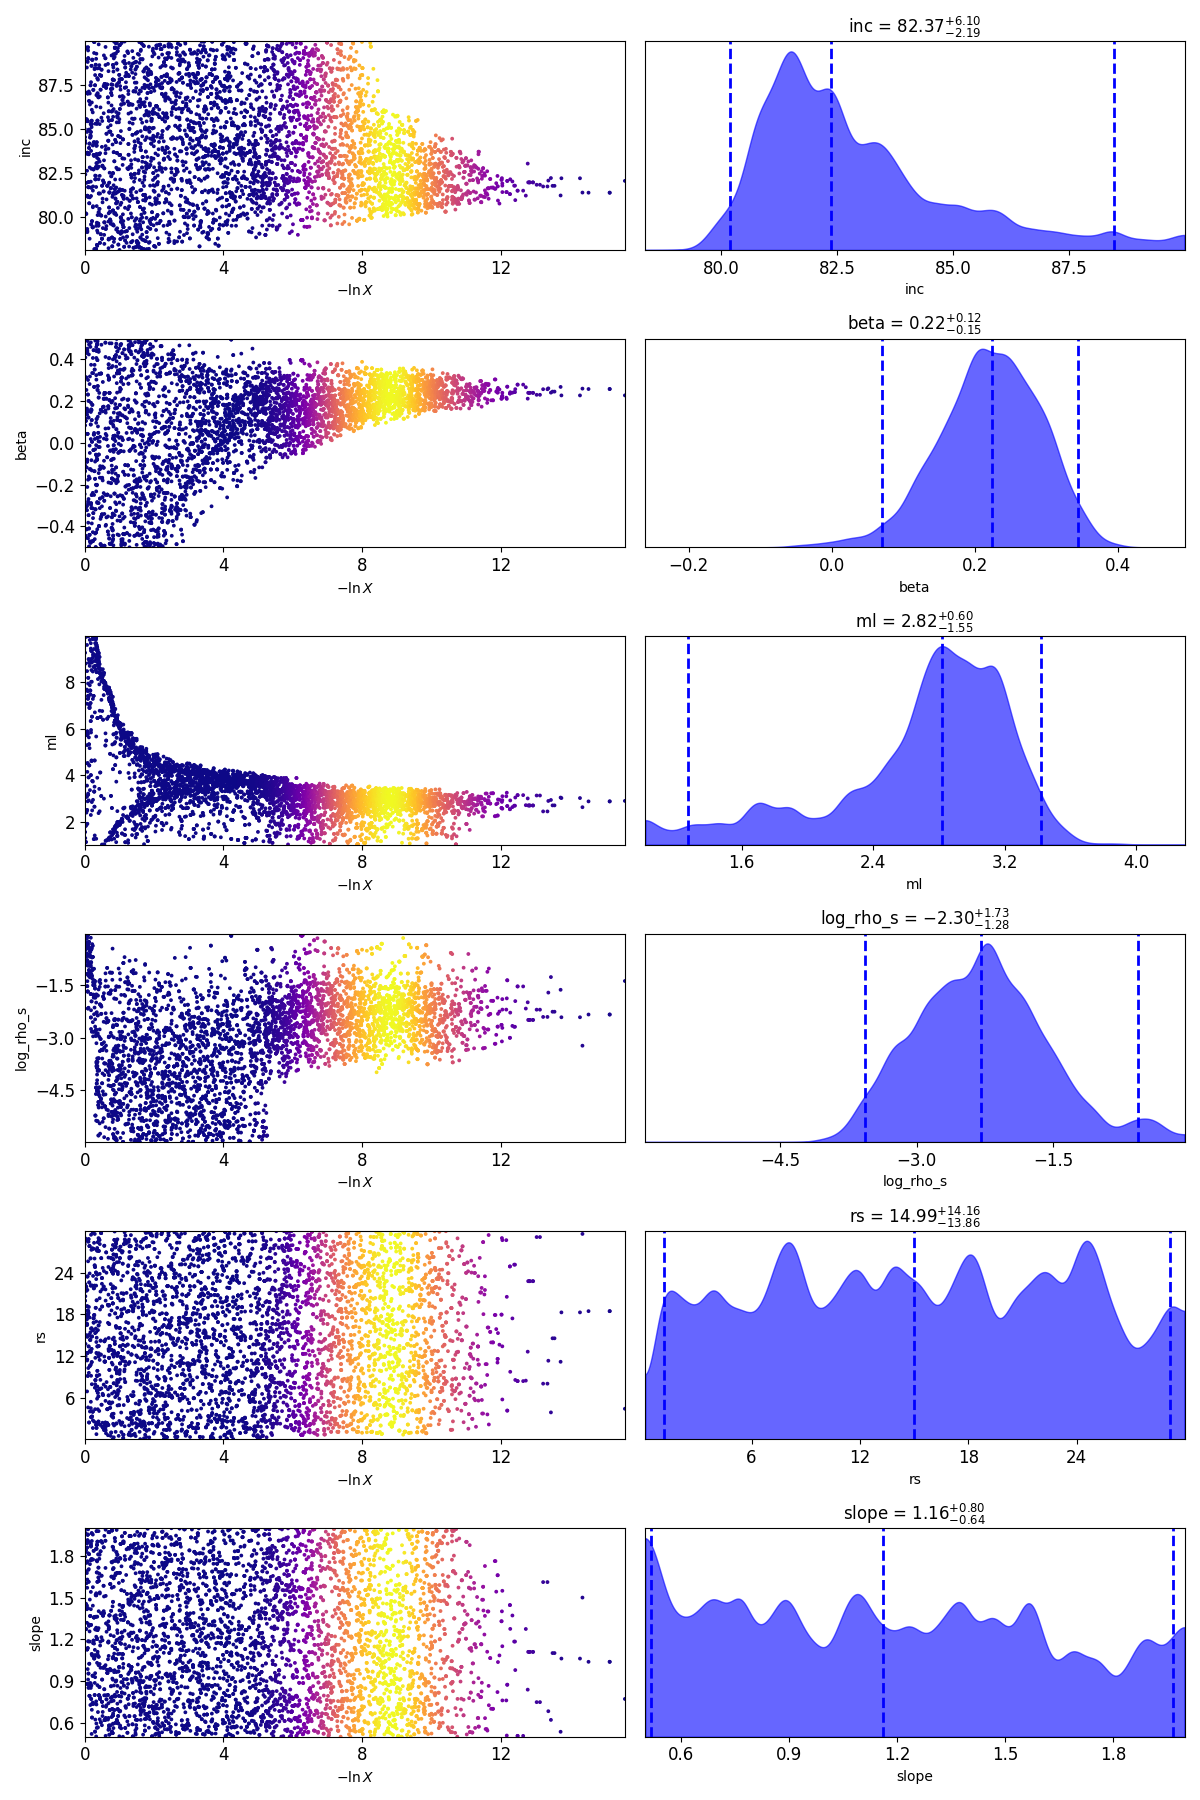 inc = 82.37 +6.10 −2.19
87.5
85.0
82.5
80.0
inc
0 4 8 12
−ln X
80.0 82.5 85.0 87.5
inc
beta = 0.22 +0.12 −0.15
0.4
0.2
0.0
−0.2
−0.4
beta
0 4 8 12
−ln X
−0.2 0.0 0.2 0.4
beta
ml = 2.82 +0.60 −1.55
8
6
4
2
ml
0 4 8 12
−ln X
1.6 2.4 3.2 4.0
ml
log_rho_s = −2.30 +1.73 −1.28
−1.5
−3.0
−4.5
log_rho_s
0 4 8 12
−ln X
−4.5 −3.0 −1.5
log_rho_s
rs = 14.99 +14.16 −13.86
24
18
12
6
rs
0 4 8 12
−ln X
6 12 18 24
rs
slope = 1.16 +0.80 −0.64
1.8
1.5
1.2
0.9
0.6
slope
0 4 8 12
−ln X
0.6 0.9 1.2 1.5 1.8
slope